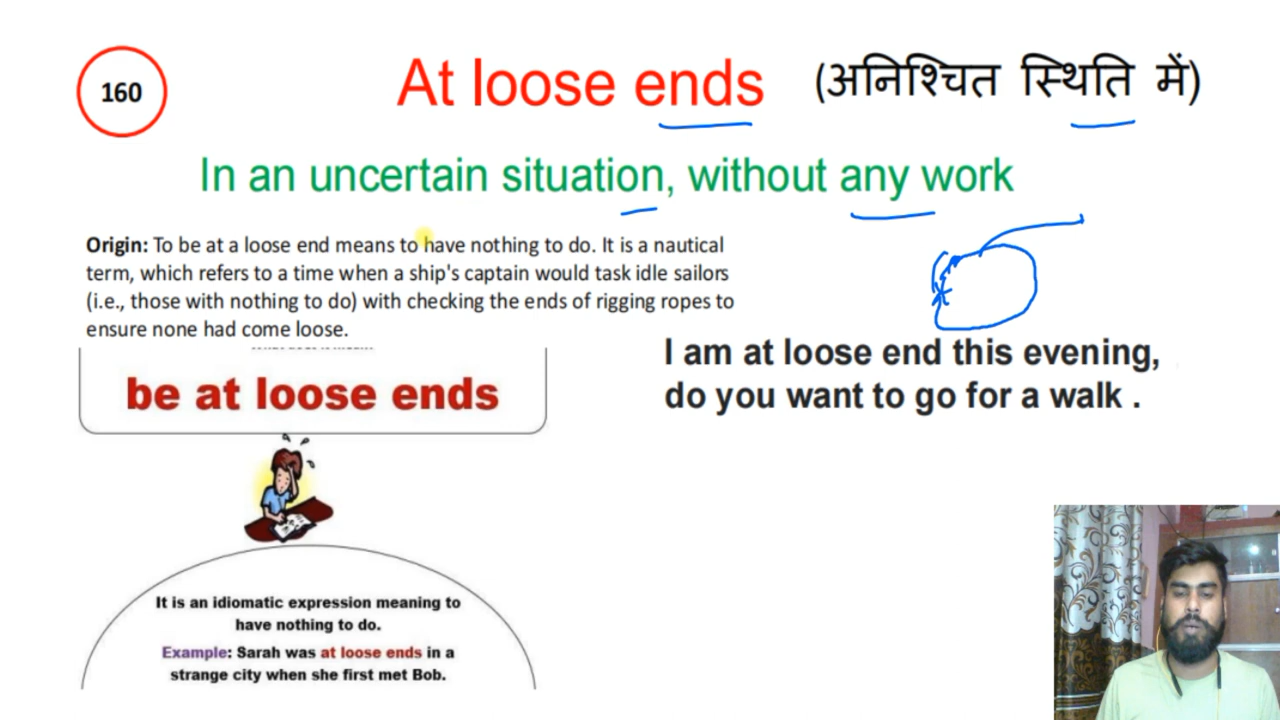 160
At loose ends (अनिश्चित स्थिति में)
In an uncertain situation, without any work
Origin: To be at a loose end means to have nothing to do. It is a nautical
term, which refers to a time when a ship's captain would task idle sailors
(i.e., those with nothing to do) with checking the ends of rigging ropes to
ensure none had come loose.
be at loose ends
I am at loose end this evening,
do you want to go for a walk .
It is an idiomatic expression meaning to
have nothing to do.
Example: Sarah was at loose ends in a
strange city when she first met Bob.